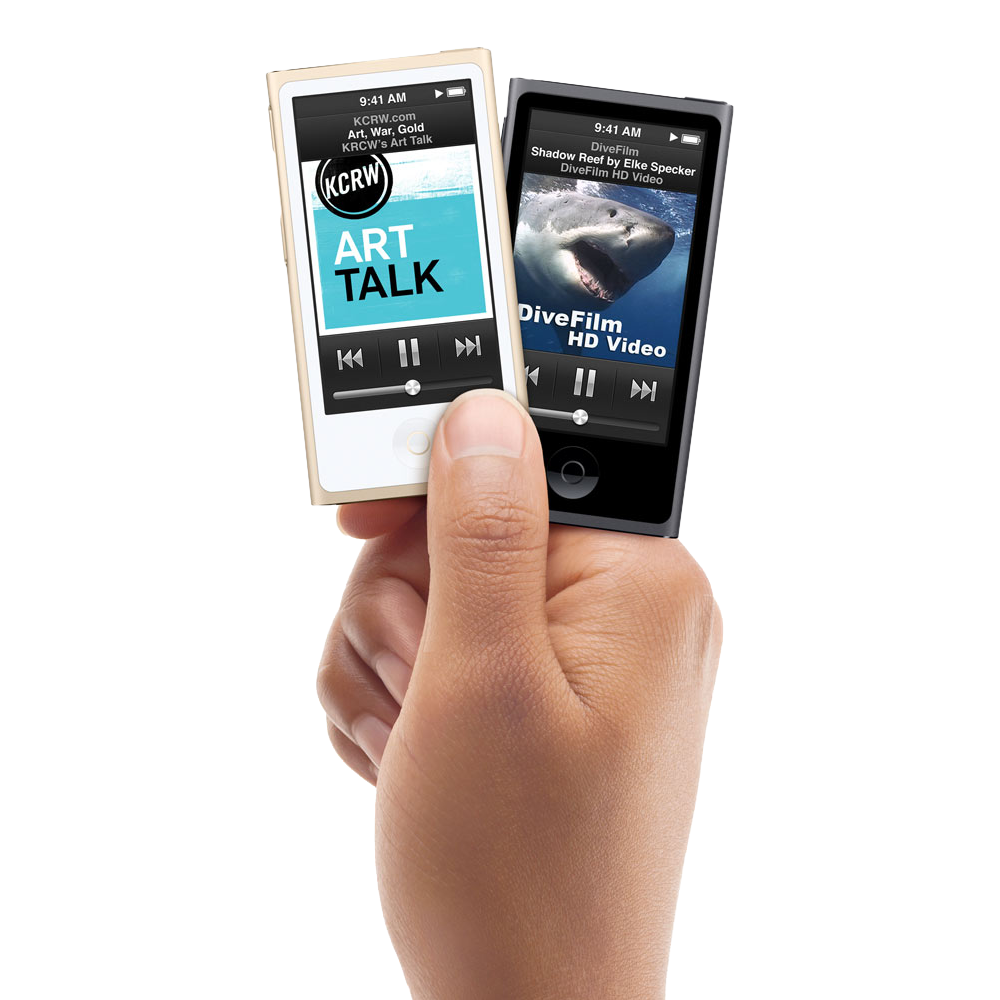 9:41 AM
KCRW.com
Art, War, Gold
KRCW's Art Talk
KCRW
ART
TALK
9:41 AM
DiveFilm
Shadow Reef by Elke Specker
DiveFilm HD Video
DiveFilm
HD Video